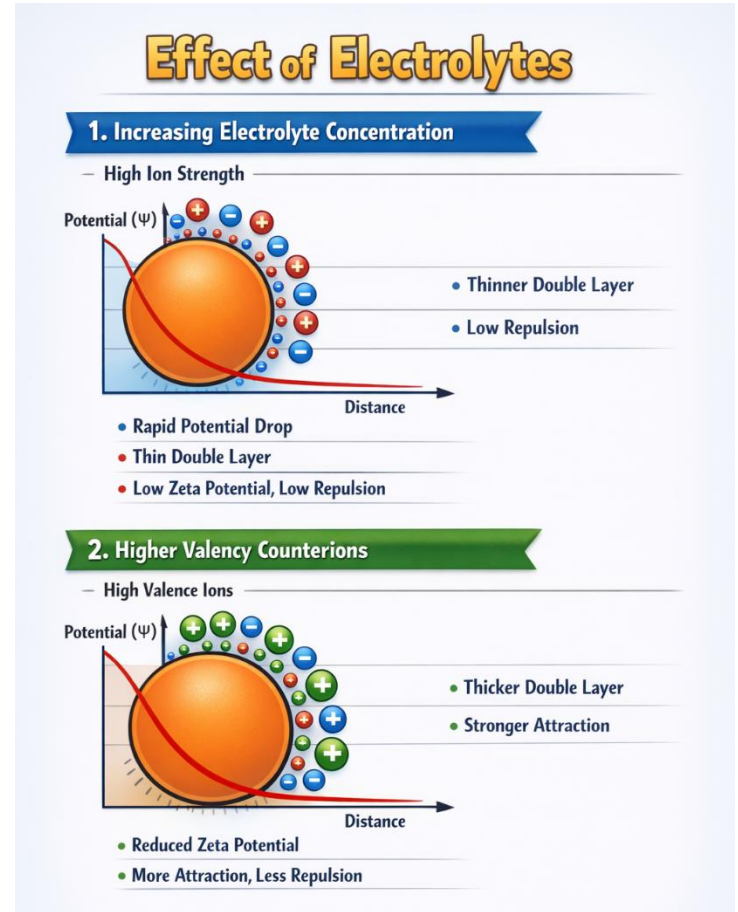 Effect of Electrolytes
1. Increasing Electrolyte Concentration
– High Ion Strength
Potential (Ψ)
• Thinner Double Layer
• Low Repulsion
Distance
• Rapid Potential Drop
• Thin Double Layer
• Low Zeta Potential, Low Repulsion
2. Higher Valency Counterions
– High Valence Ions
Potential (Ψ)
• Thicker Double Layer
• Stronger Attraction
Distance
• Reduced Zeta Potential
• More Attraction, Less Repulsion